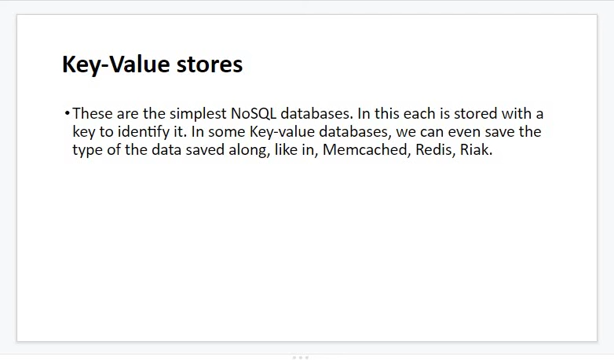 Key-Value stores
•These are the simplest NoSQL databases. In this each is stored with a
key to identify it. In some Key-value databases, we can even save the
type of the data saved along, like in, Memcached, Redis, Riak.